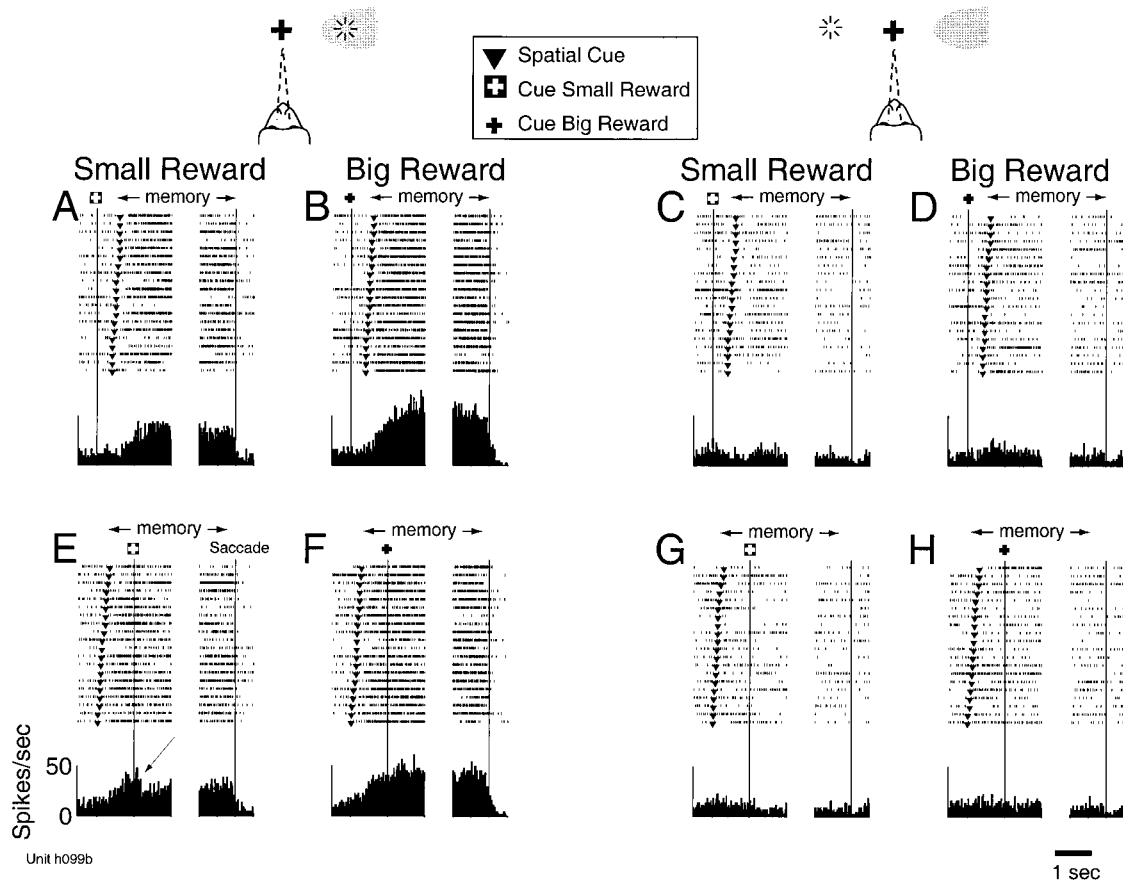 Spatial Cue
Cue Small Reward
Cue Big Reward
Small Reward
Big Reward
Small Reward
Big Reward
A
memory
B
memory
C
memory
D
memory
E
memory
Saccade
F
memory
G
memory
H
memory
Spikes/sec
50
0
Unit h099b
1 sec